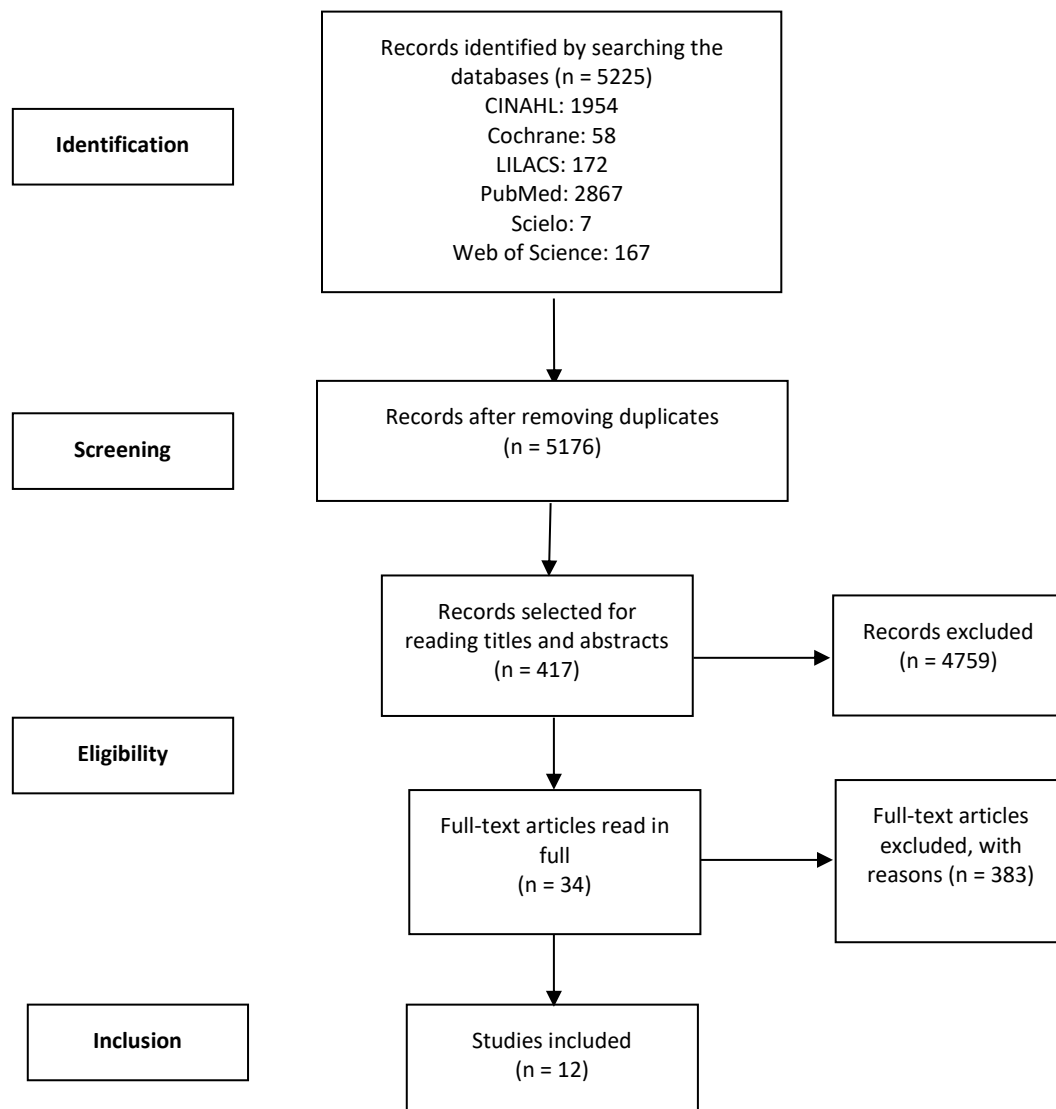 Identification
Records identified by searching the
databases (n = 5225)
CINAHL: 1954
Cochrane: 58
LILACS: 172
PubMed: 2867
Scielo: 7
Web of Science: 167
Screening
Records after removing duplicates
(n = 5176)
Records selected for
reading titles and abstracts
(n = 417)
Records excluded
(n = 4759)
Eligibility
Full-text articles read in
full
(n = 34)
Full-text articles
excluded, with
reasons (n = 383)
Inclusion
Studies included
(n = 12)